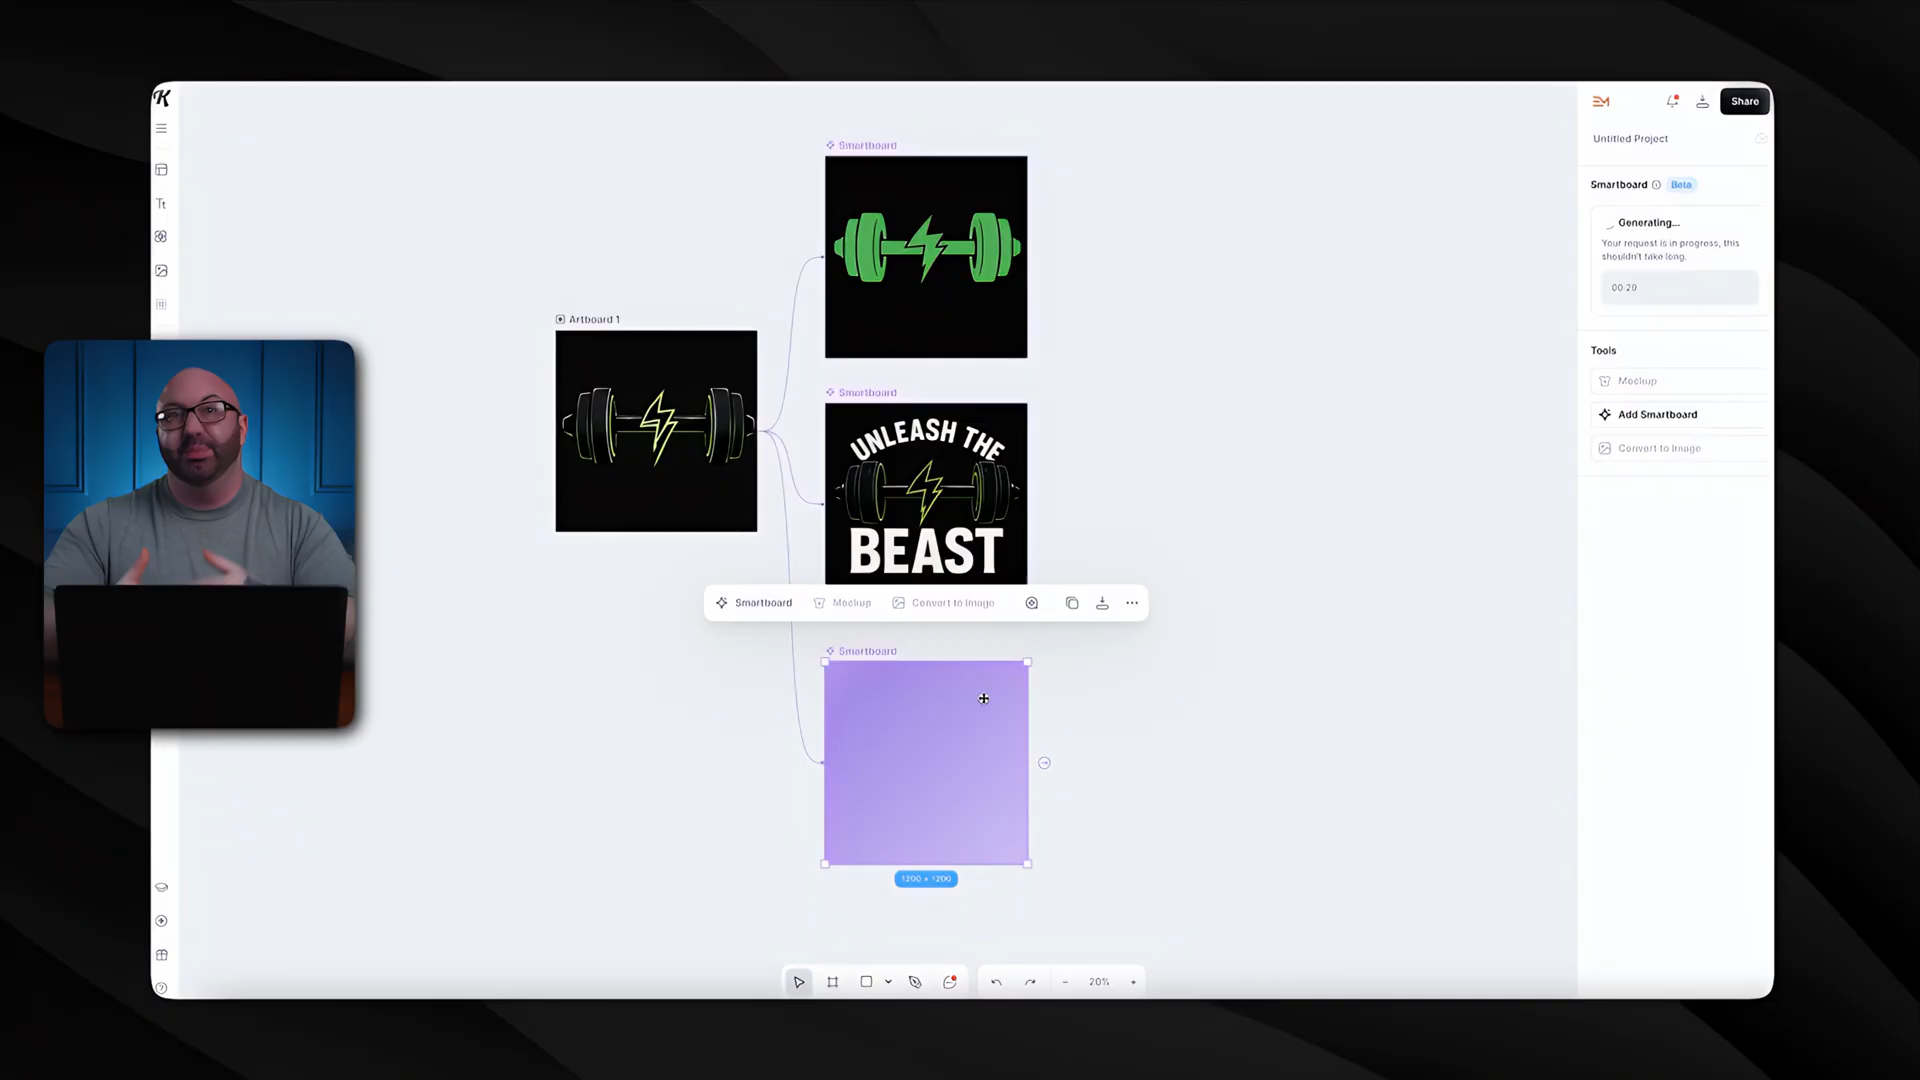 K
Share
Untitled Project
Smartboard
Beta
Generating...
Your request is in progress, this
shouldn't take long.
00:29
Tools
Mockup
Add Smartboard
Convert to Image
Tt
Smartboard
Artboard 1
Smartboard
UNLEASH THE
BEAST
Smartboard
Mockup
Convert to Image
Smartboard
1200 × 1200
20%